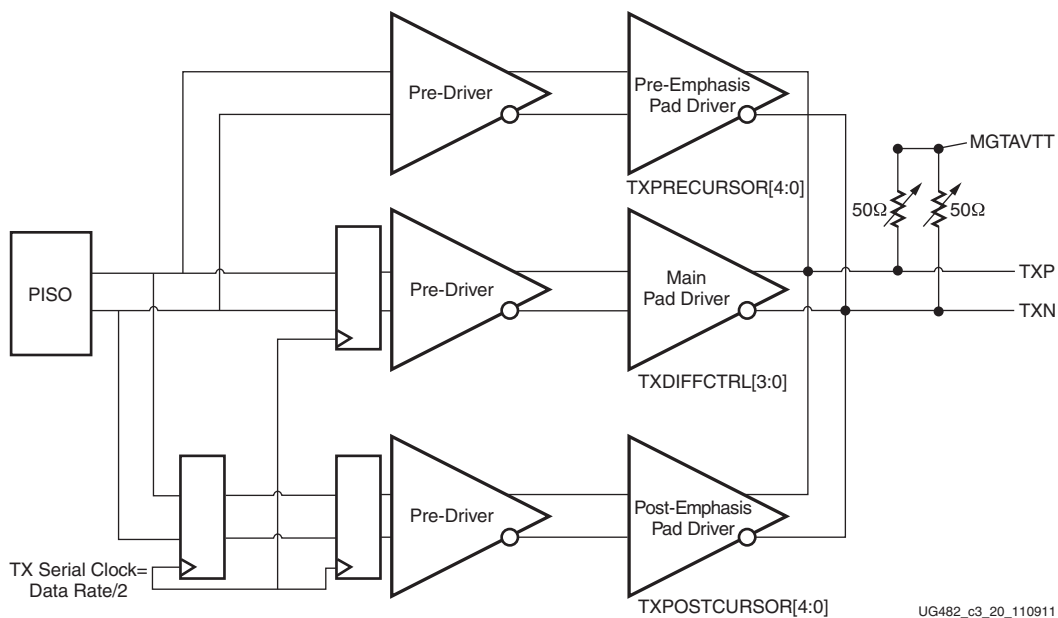 Pre-Driver
Pre-Emphasis
Pad Driver
MGTAVTT
TXPRECURSOR[4:0]
50Ω
50Ω
PISO
Pre-Driver
Main
Pad Driver
TXP
TXN
TXDIFFCTRL[3:0]
Pre-Driver
Post-Emphasis
Pad Driver
TX Serial Clock=
Data Rate/2
TXPOSTCURSOR[4:0]
UG482_c3_20_110911